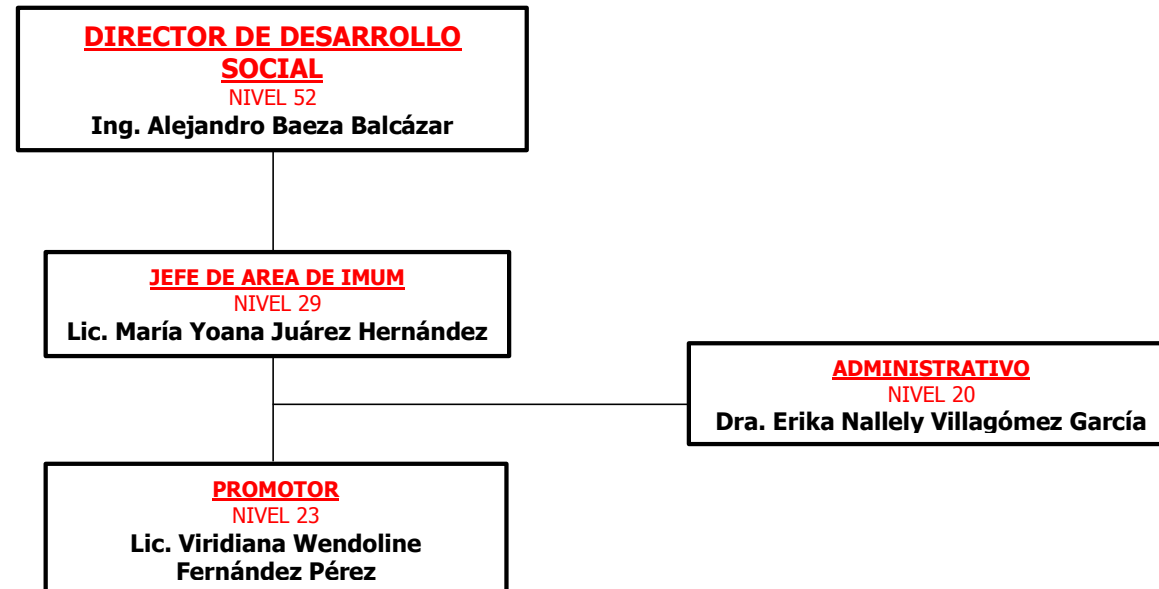 DIRECTOR DE DESARROLLO
SOCIAL
NIVEL 52
Ing. Alejandro Baeza Balcázar
JEFE DE AREA DE IMUM
NIVEL 29
Lic. María Yoana Juárez Hernández
ADMINISTRATIVO
NIVEL 20
Dra. Erika Nallely Villagómez García
PROMOTOR
NIVEL 23
Lic. Viridiana Wendoline
Fernández Pérez